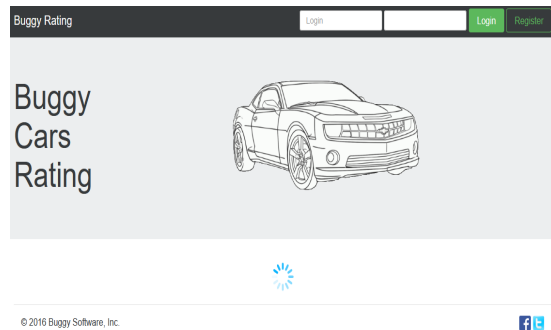 Buggy Rating
Login
Login
Register
Buggy
Cars
Rating
© 2016 Buggy Software, Inc.